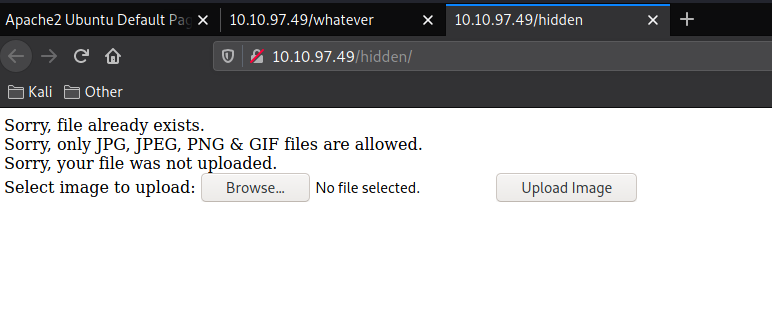 Apache2 Ubuntu Default Pag
10.10.97.49/whatever
10.10.97.49/hidden
10.10.97.49/hidden/
Kali
Other
Sorry, file already exists.
Sorry, only JPG, JPEG, PNG & GIF files are allowed.
Sorry, your file was not uploaded.
Select image to upload: Browse... No file selected. Upload Image